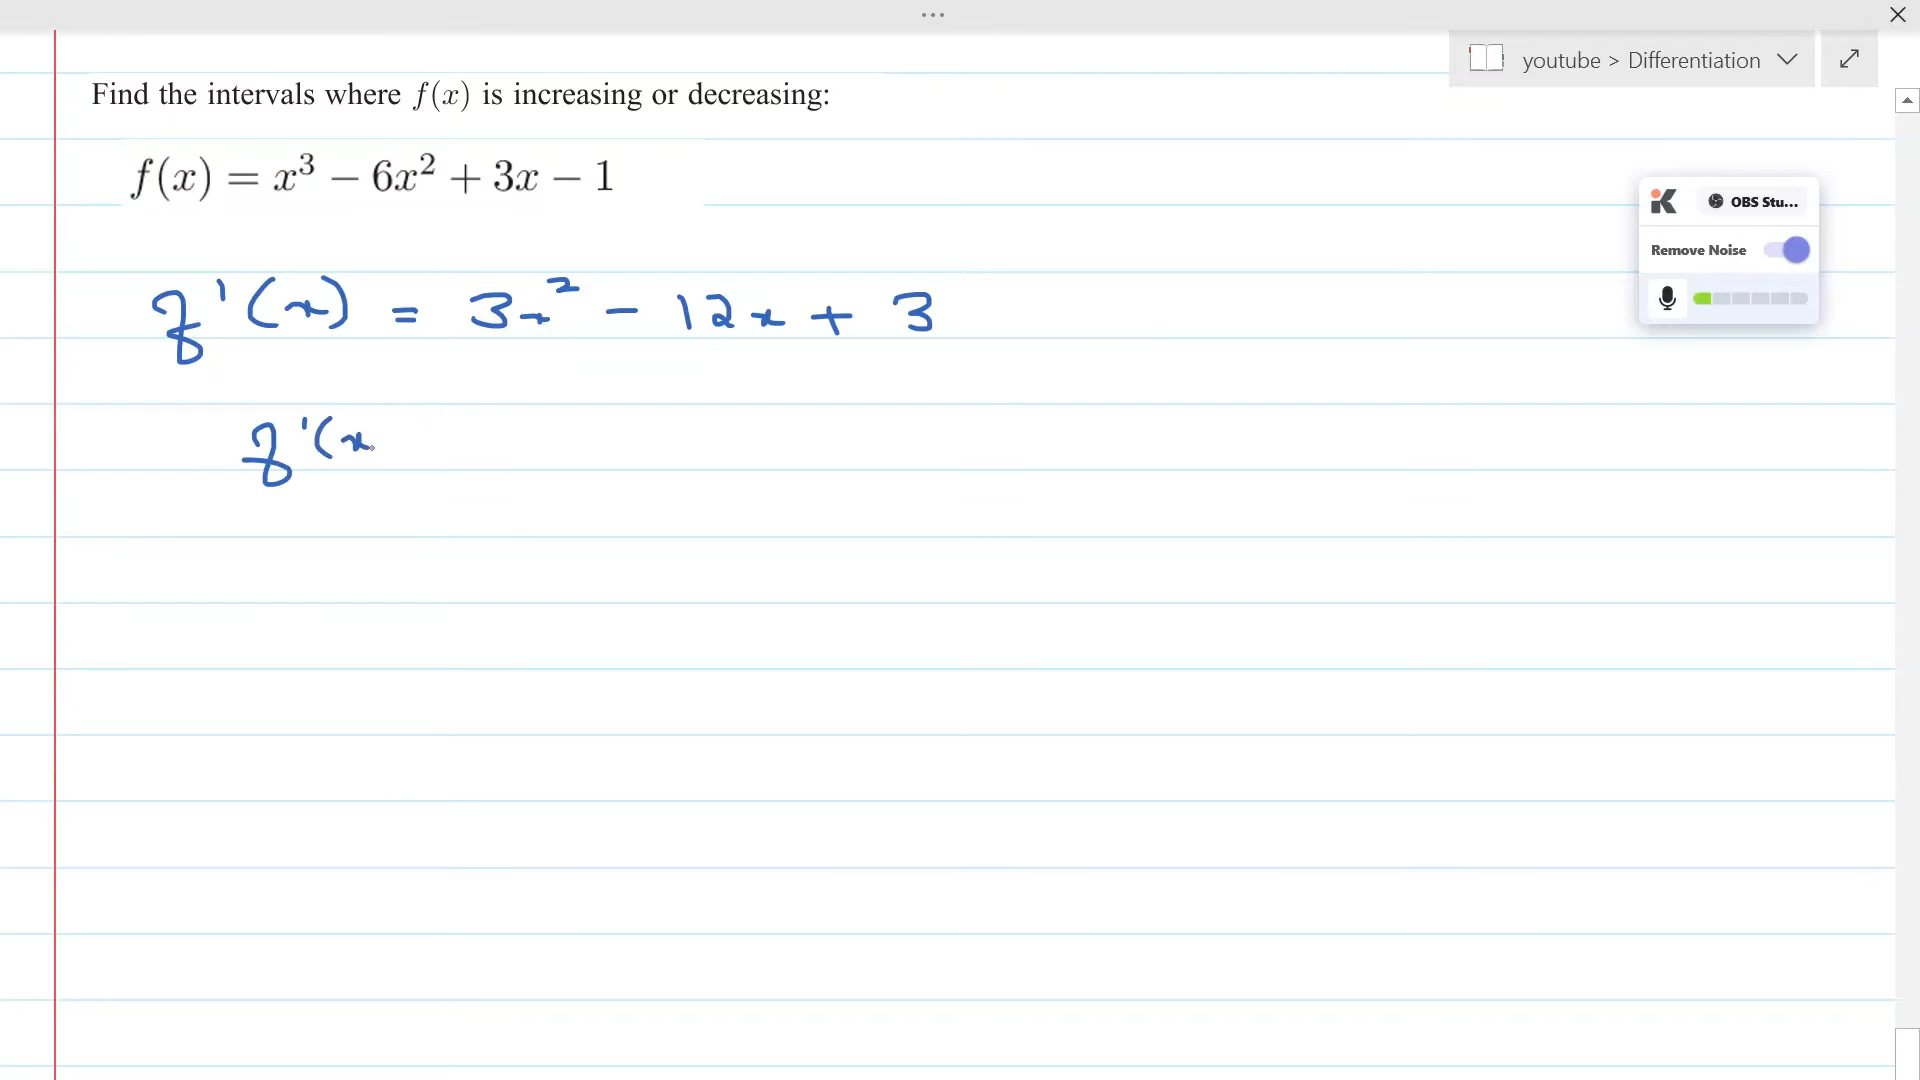 ...
youtube > Differentiation
Find the intervals where f(x) is increasing or decreasing:
f(x) = x³ − 6x² + 3x − 1
OBS Stu...
Remove Noise
f'(x) = 3x² − 12x + 3
f'(x